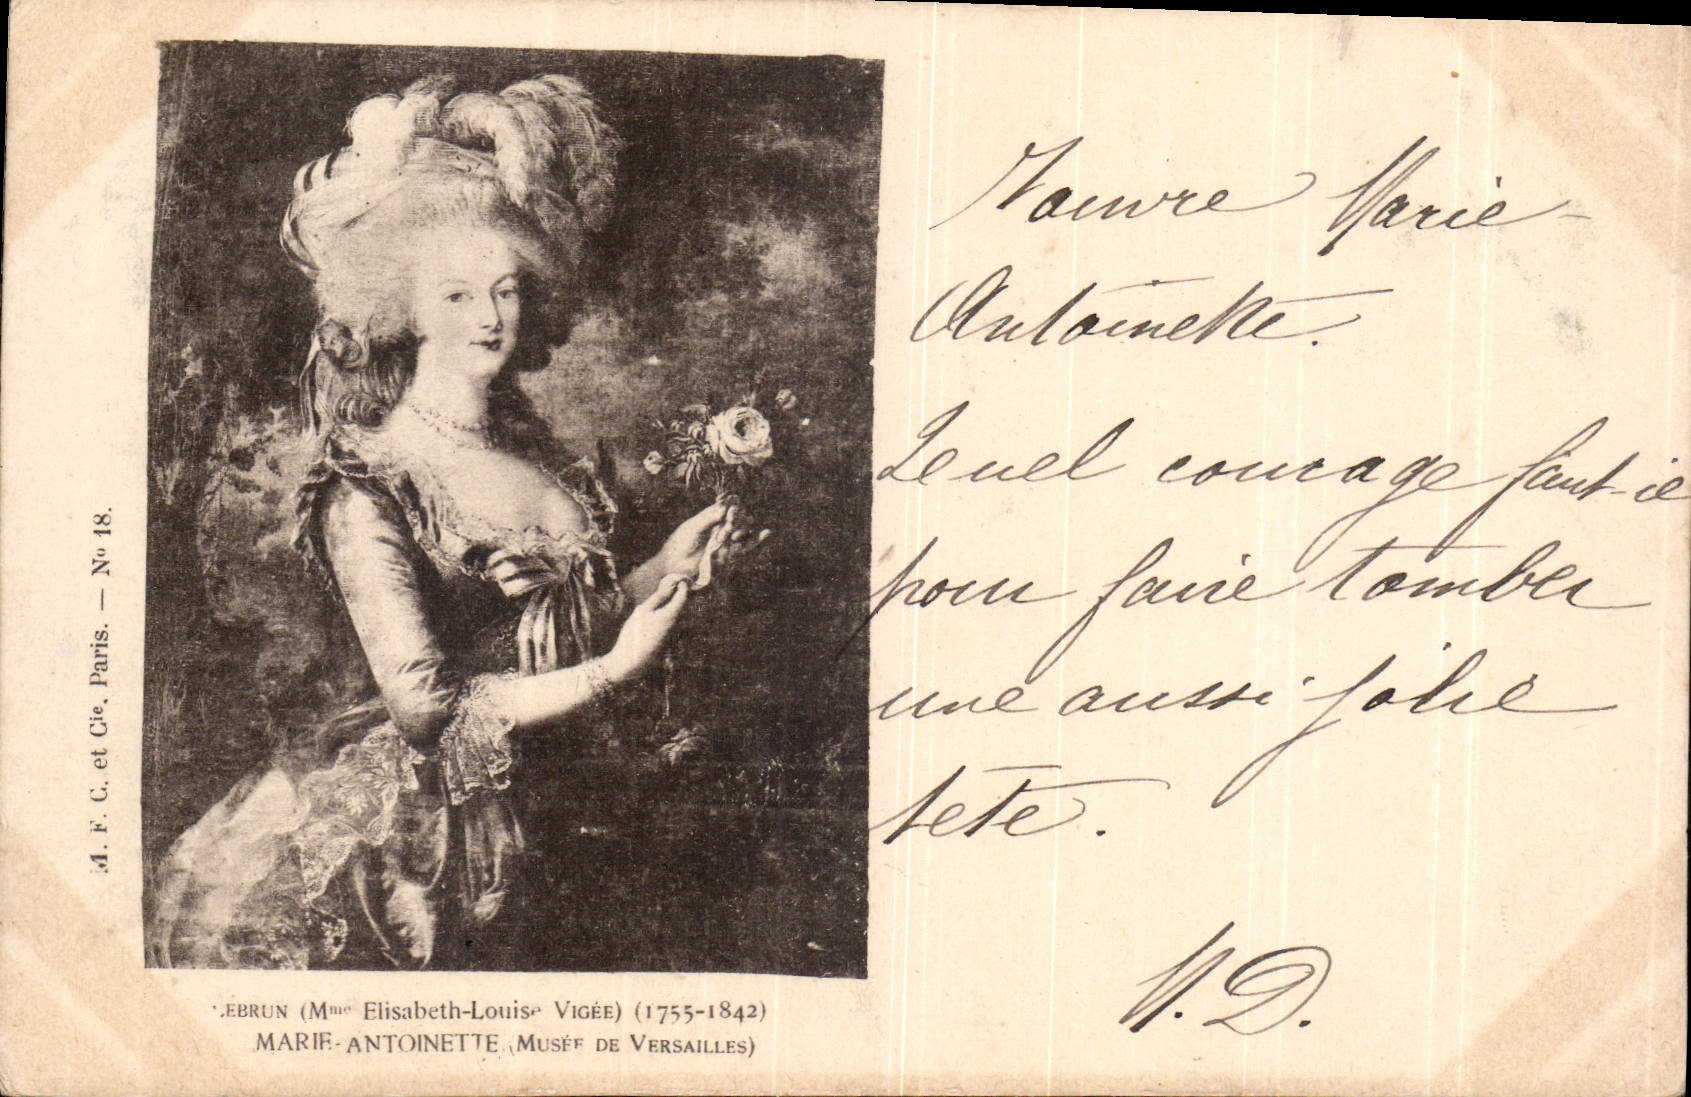 Pauvre Marie-
Antoinette.
Quel courage faut-il
pour faire tomber
une aussi jolie
tete.
M. D.
M. F. C. et Cie, Paris. — No 18.
LEBRUN (Mme Elisabeth-Louise VIGÉE) (1755-1842)
MARIE-ANTOINETTE (MUSÉE DE VERSAILLES)